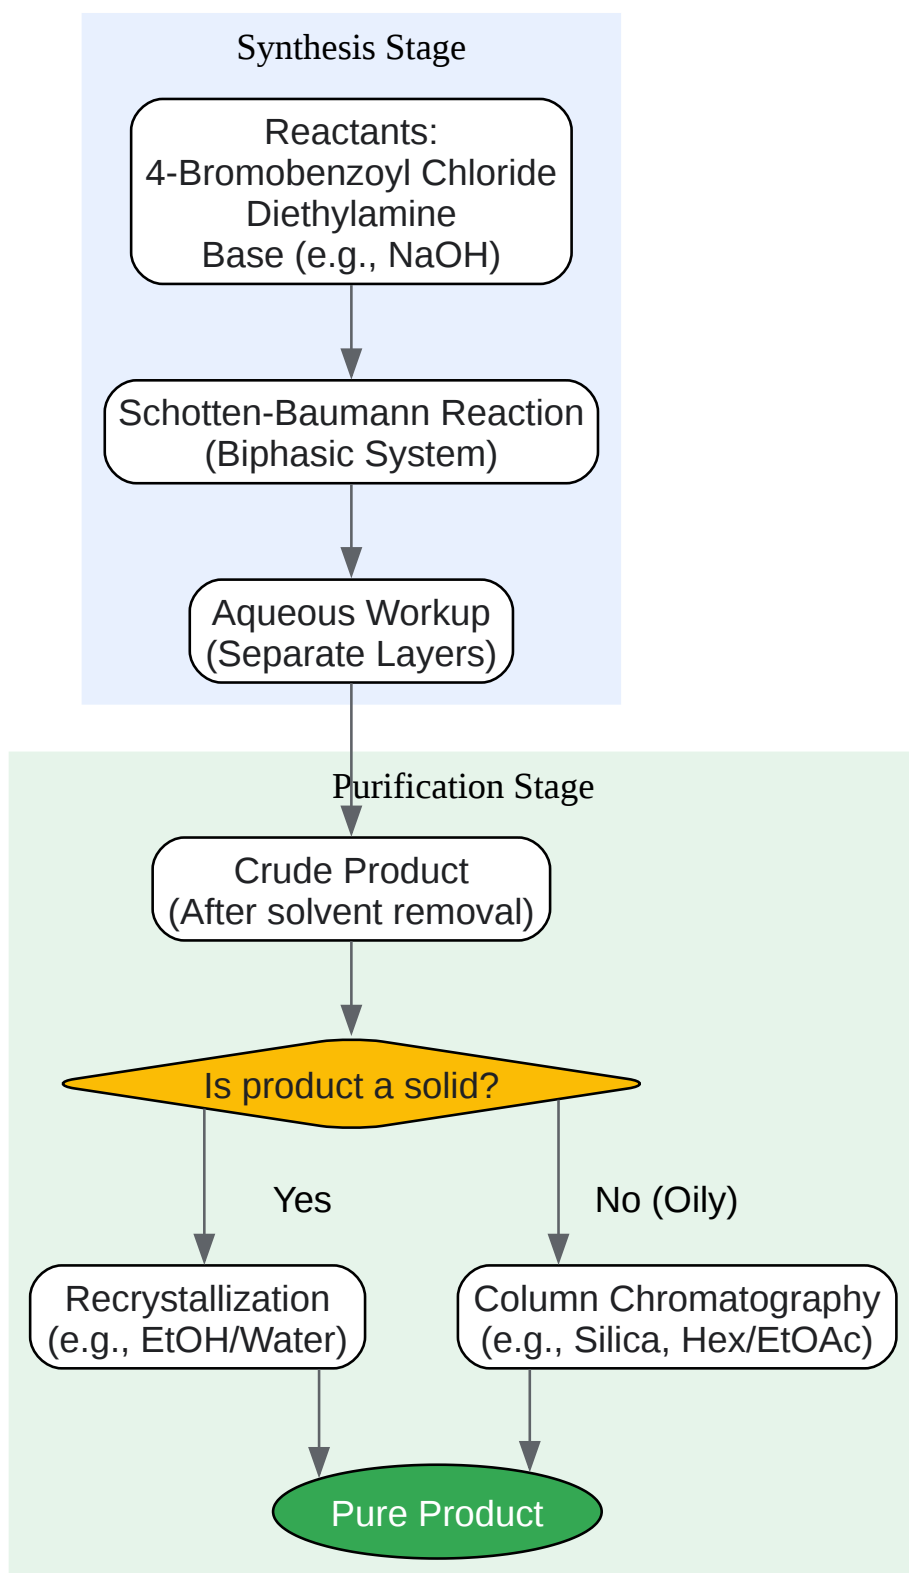 Synthesis Stage
Reactants:
4-Bromobenzoyl Chloride
Diethylamine
Base (e.g., NaOH)
Schotten-Baumann Reaction
(Biphasic System)
Aqueous Workup
(Separate Layers)
Purification Stage
Crude Product
(After solvent removal)
Is product a solid?
Yes
No (Oily)
Recrystallization
(e.g., EtOH/Water)
Column Chromatography
(e.g., Silica, Hex/EtOAc)
Pure Product